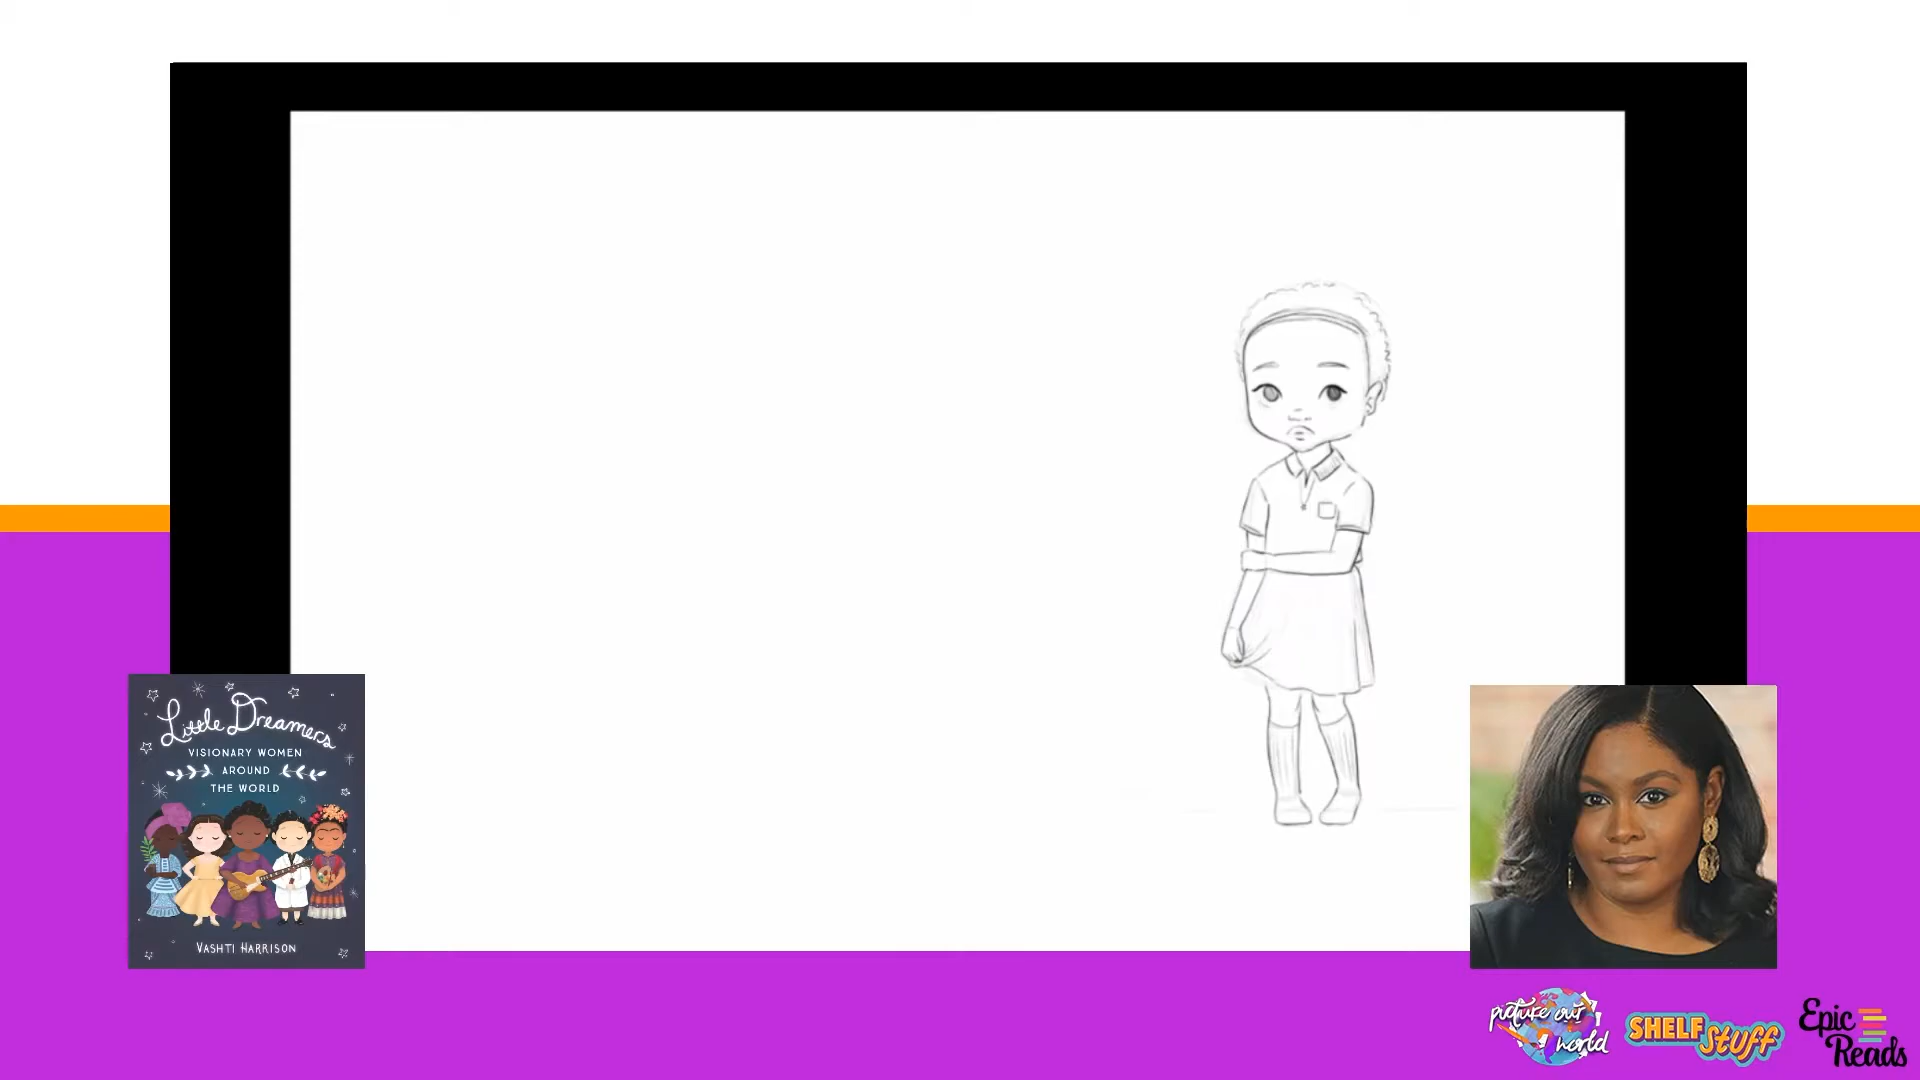 Little Dreamers
VISIONARY WOMEN
AROUND
THE WORLD
VASHTI HARRISON
picture our
world
SHELF
STUFF
Epic
Reads